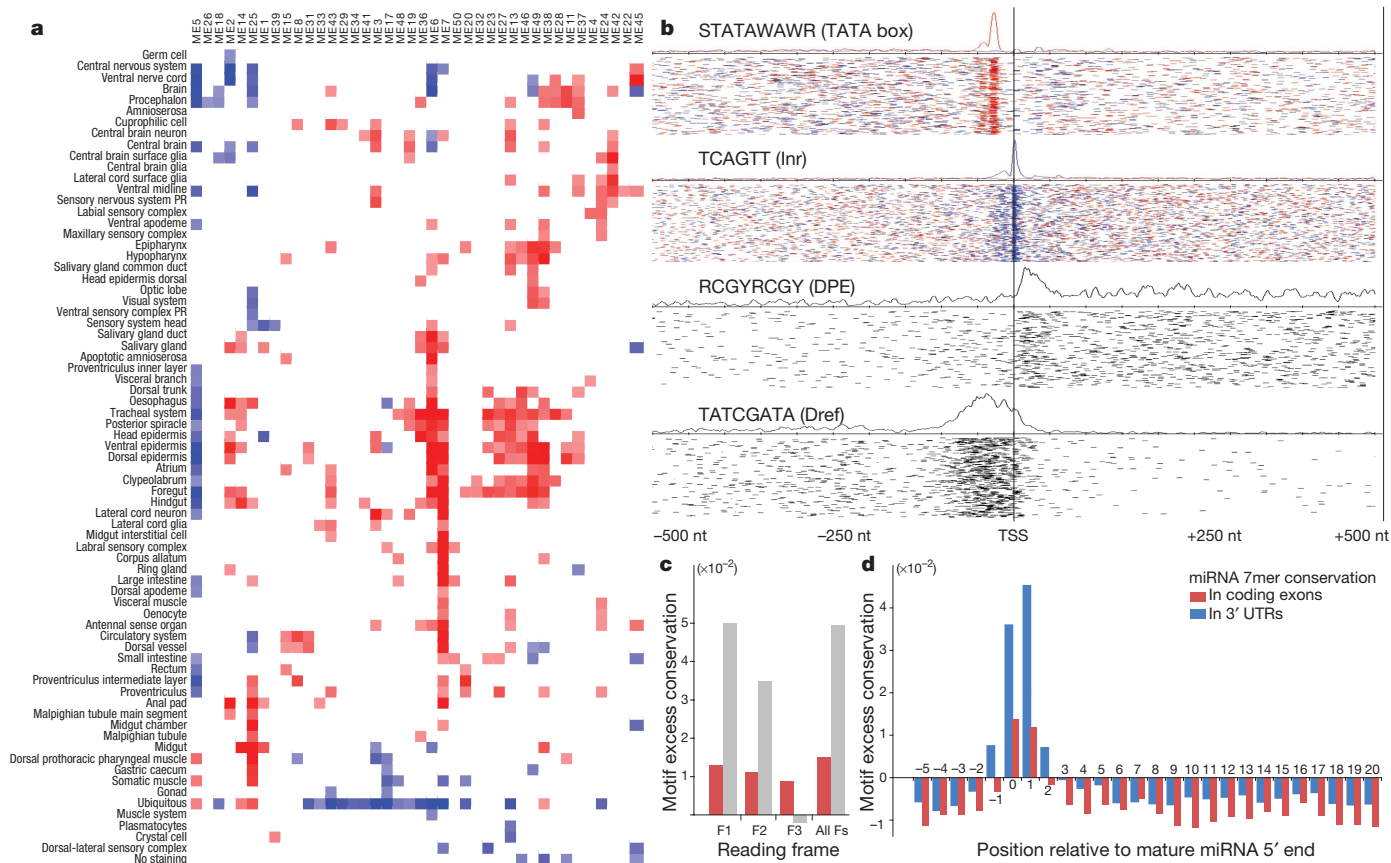 a
ME5 ME26 ME18 ME2 ME14 ME25 ME1 ME39 ME15 ME8 ME31 ME33 ME43 ME29 ME34 ME41 ME3 ME17 ME48 ME19 ME36 ME6 ME7 ME50 ME20 ME32 ME23 ME27 ME13 ME46 ME49 ME38 ME28 ME11 ME37 ME4 ME24 ME42 ME22 ME45
Germ cell
Central nervous system
Ventral nerve cord
Brain
Procephalon
Amnioserosa
Cuprophilic cell
Central brain neuron
Central brain
Central brain surface glia
Central brain glia
Lateral cord surface glia
Ventral midline
Sensory nervous system PR
Labial sensory complex
Ventral apodeme
Maxillary sensory complex
Epipharynx
Hypopharynx
Salivary gland common duct
Head epidermis dorsal
Optic lobe
Visual system
Ventral sensory complex PR
Sensory system head
Salivary gland duct
Salivary gland
Apoptotic amnioserosa
Proventriculus inner layer
Visceral branch
Dorsal trunk
Oesophagus
Tracheal system
Posterior spiracle
Head epidermis
Ventral epidermis
Dorsal epidermis
Atrium
Clypeolabrum
Foregut
Hindgut
Lateral cord neuron
Lateral cord glia
Midgut interstitial cell
Labral sensory complex
Corpus allatum
Ring gland
Large intestine
Dorsal apodeme
Visceral muscle
Oenocyte
Antennal sense organ
Circulatory system
Dorsal vessel
Small intestine
Rectum
Proventriculus intermediate layer
Proventriculus
Anal pad
Malpighian tubule main segment
Midgut chamber
Malpighian tubule
Midgut
Dorsal prothoracic pharyngeal muscle
Gastric caecum
Somatic muscle
Gonad
Ubiquitous
Muscle system
Plasmatocytes
Crystal cell
Dorsal-lateral sensory complex
No staining
b
STATAWAWR (TATA box)
TCAGTT (Inr)
RCGYRCGY (DPE)
TATCGATA (Dref)
−500 nt −250 nt TSS +250 nt +500 nt
c
(×10−2)
Motif excess conservation
5
4
3
2
1
F1 F2 F3 All Fs
Reading frame
d
(×10−2)
Motif excess conservation
miRNA 7mer conservation
In coding exons
In 3′ UTRs
4
3
2
1
0
−1
−5 −4 −3 −2 −1 0 1 2 3 4 5 6 7 8 9 10 11 12 13 14 15 16 17 18 19 20
Position relative to mature miRNA 5′ end